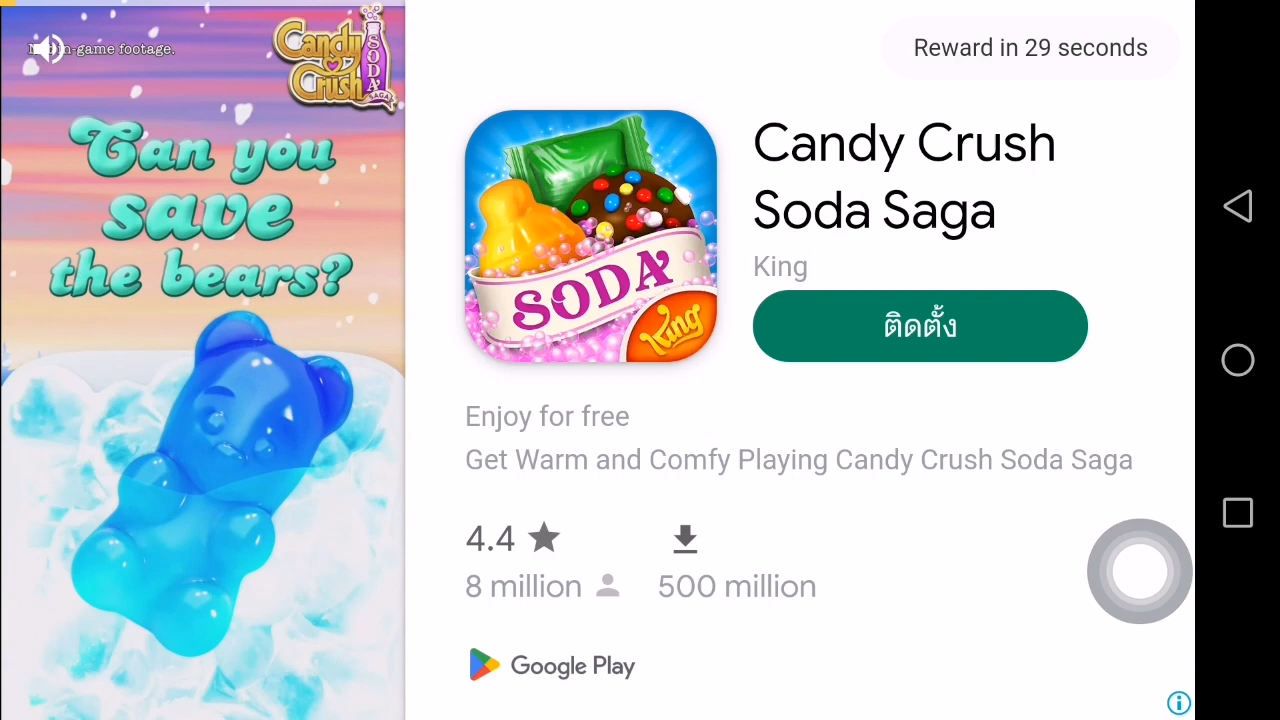 in-game footage.
Candy
Crush
SODA
SAGA
Can you
save
the bears?
Reward in 29 seconds
SODA
King
Candy Crush
Soda Saga
King
ติดตั้ง
Enjoy for free
Get Warm and Comfy Playing Candy Crush Soda Saga
4.4
8 million
500 million
Google Play